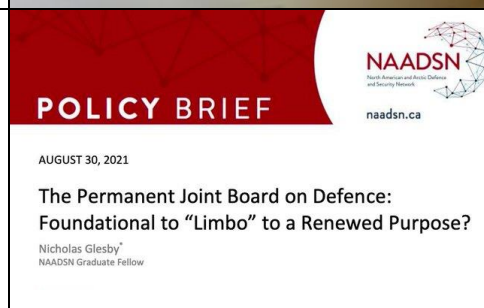 NAADSN
North American and Arctic Defence
and Security Network
POLICY BRIEF
naadsn.ca
AUGUST 30, 2021
The Permanent Joint Board on Defence:
Foundational to “Limbo” to a Renewed Purpose?
Nicholas Glesby*
NAADSN Graduate Fellow